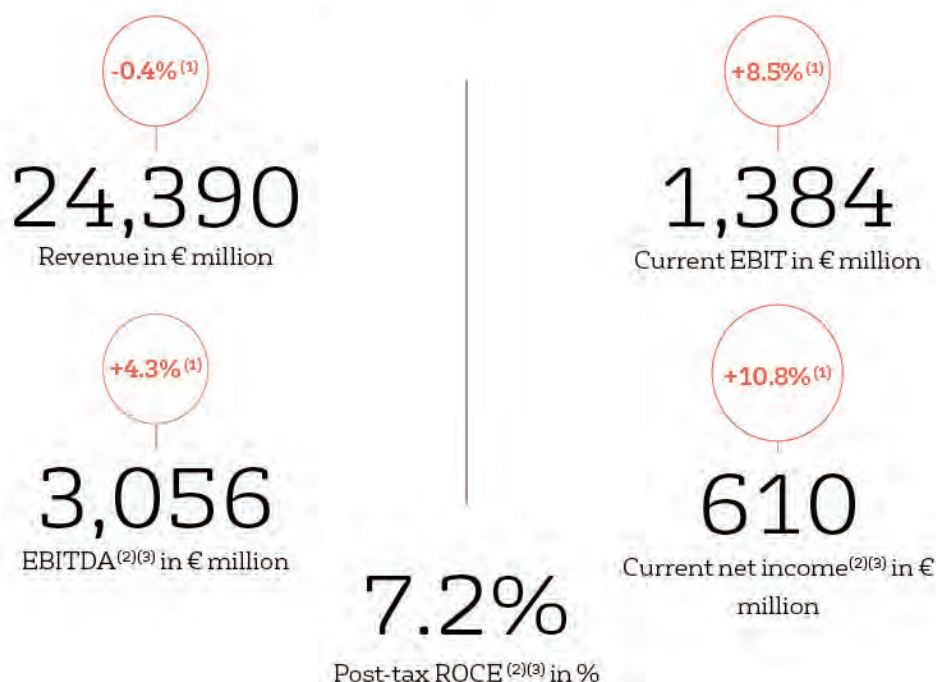 -0.4% (1)
24,390
Revenue in € million
+4.3% (1)
3,056
EBITDA(2)(3) in € million
+8.5% (1)
1,384
Current EBIT in € million
+10.8% (1)
610
Current net income(2)(3) in €
million
7.2%
Post-tax ROCE (2)(3) in %